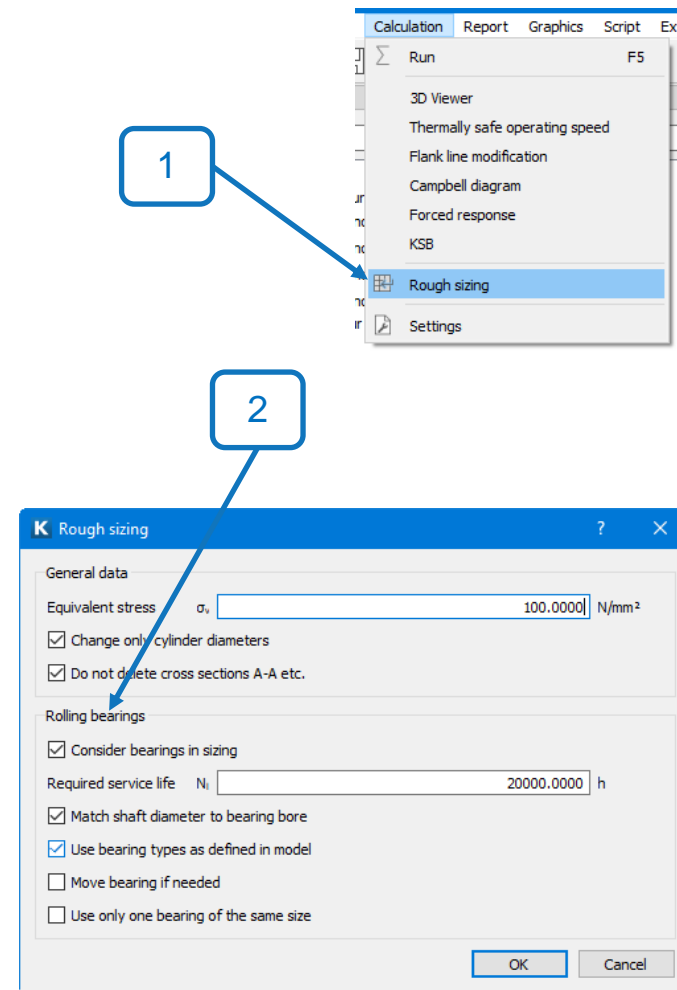 Calculation Report Graphics Script Ex
Run F5
3D Viewer
Thermally safe operating speed
1
Flank line modification
Campbell diagram
Forced response
KSB
Rough sizing
Settings
2
K Rough sizing ? ×
General data
Equivalent stress σᵥ 100.0000 N/mm²
Change only cylinder diameters
Do not delete cross sections A-A etc.
Rolling bearings
Consider bearings in sizing
Required service life Nₗ 20000.0000 h
Match shaft diameter to bearing bore
Use bearing types as defined in model
Move bearing if needed
Use only one bearing of the same size
OK Cancel